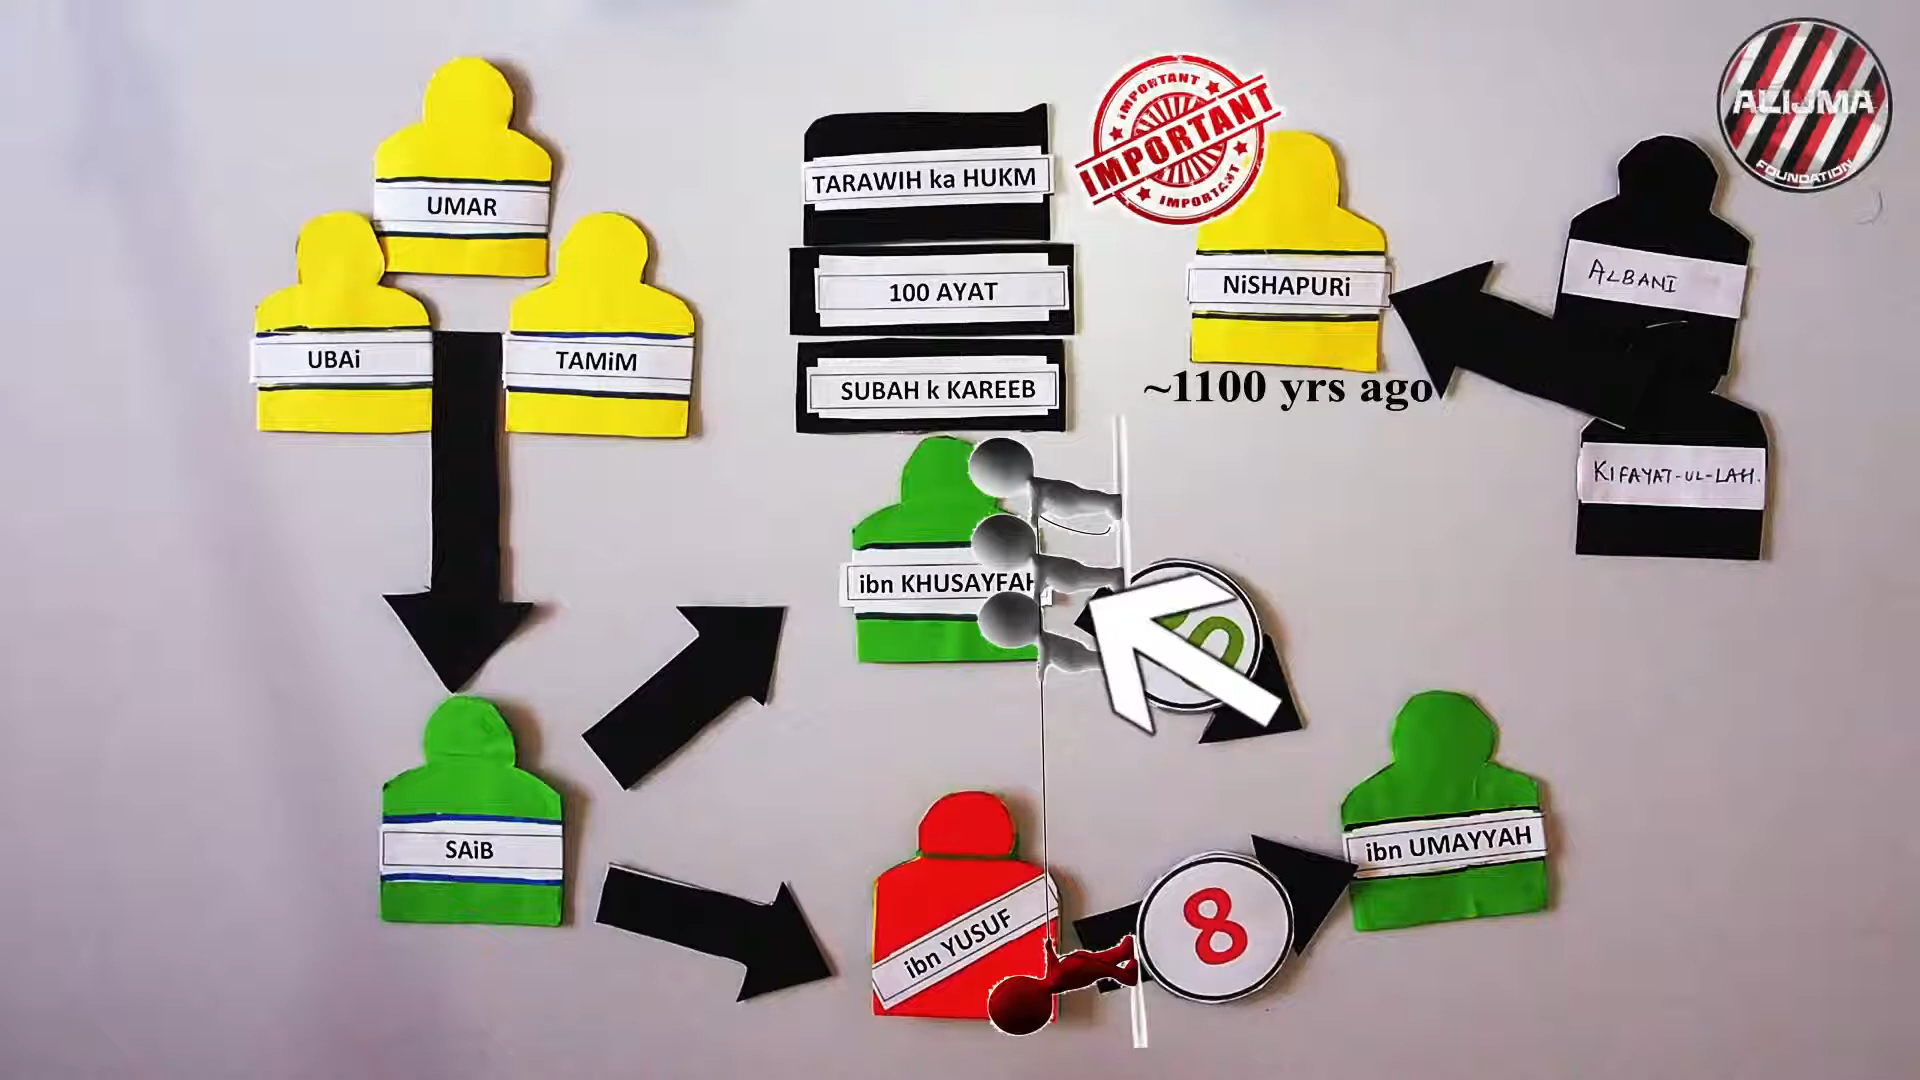 UMAR
UBAi
TAMiM
TARAWIH ka HUKM
100 AYAT
SUBAH k KAREEB
IMPORTANT
IMPORTANT
IMPORTANT
NiSHAPURi
~1100 yrs ago
ALBANI
KIFAYAT-UL-LAH.
ALIJMA
FOUNDATION
ibn KHUSAYFAH
SAiB
ibn YUSUF
8
ibn UMAYYAH